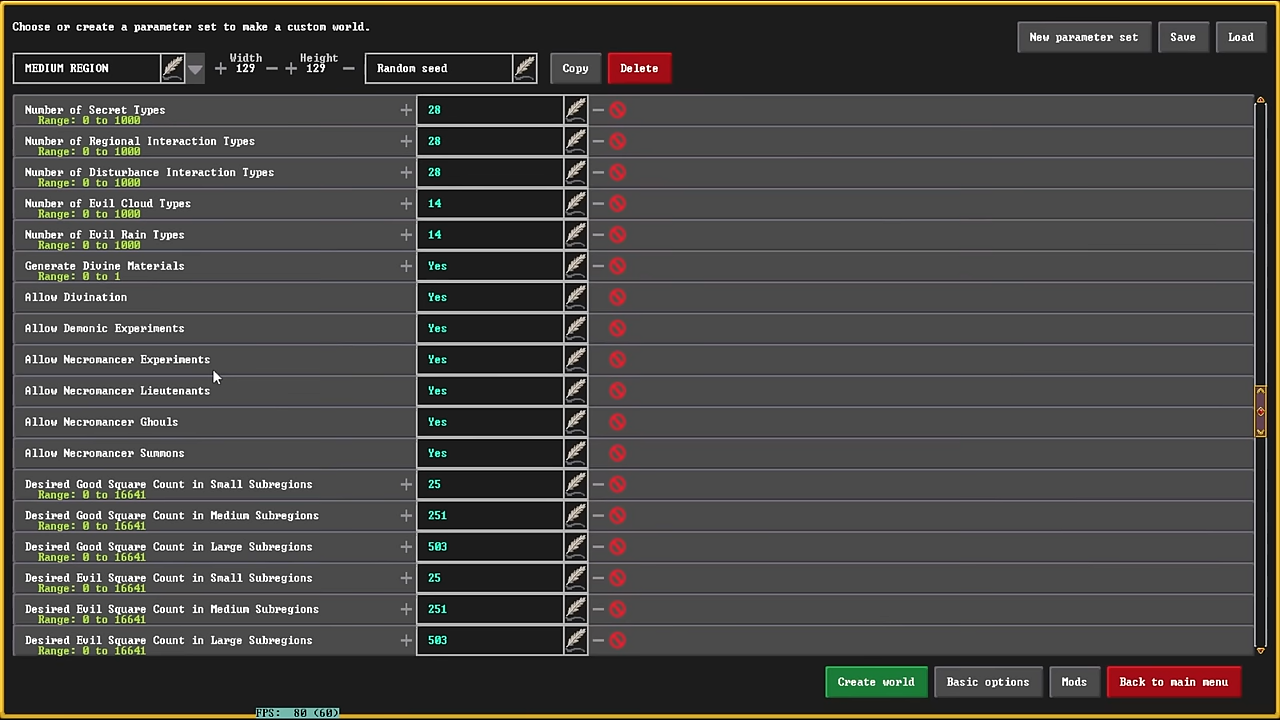 Choose or create a parameter set to make a custom world.
New parameter set Save Load
MEDIUM REGION + Width 129 - + Height 129 - Random seed Copy Delete
Number of Secret Types + 28 -
Range: 0 to 1000
Number of Regional Interaction Types + 28 -
Range: 0 to 1000
Number of Disturbance Interaction Types + 28 -
Range: 0 to 1000
Number of Evil Cloud Types + 14 -
Range: 0 to 1000
Number of Evil Rain Types + 14 -
Range: 0 to 1000
Generate Divine Materials + Yes -
Range: 0 to 1
Allow Divination Yes
Allow Demonic Experiments Yes
Allow Necromancer Experiments Yes
Allow Necromancer Lieutenants Yes
Allow Necromancer Ghouls Yes
Allow Necromancer Summons Yes
Desired Good Square Count in Small Subregions + 25 -
Range: 0 to 16641
Desired Good Square Count in Medium Subregions + 251 -
Range: 0 to 16641
Desired Good Square Count in Large Subregions + 503 -
Range: 0 to 16641
Desired Evil Square Count in Small Subregions + 25 -
Range: 0 to 16641
Desired Evil Square Count in Medium Subregions + 251 -
Range: 0 to 16641
Desired Evil Square Count in Large Subregions + 503 -
Range: 0 to 16641
Create world Basic options Mods Back to main menu
FPS: 80 (60)